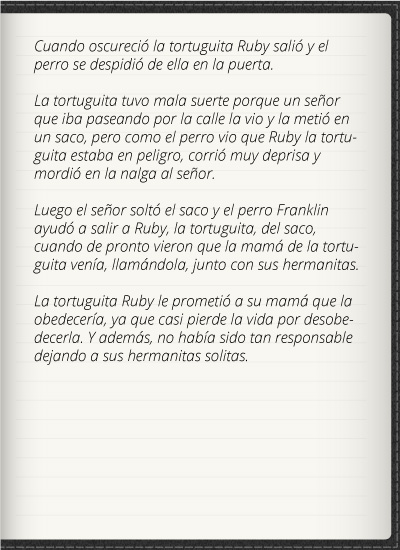 Cuando oscureció la tortuguita Ruby salió y el
perro se despidió de ella en la puerta.
La tortuguita tuvo mala suerte porque un señor
que iba paseando por la calle la vio y la metió en
un saco, pero como el perro vio que Ruby la tortu-
guita estaba en peligro, corrió muy deprisa y
mordió en la nalga al señor.
Luego el señor soltó el saco y el perro Franklin
ayudó a salir a Ruby, la tortuguita, del saco,
cuando de pronto vieron que la mamá de la tortu-
guita venía, llamándola, junto con sus hermanitas.
La tortuguita Ruby le prometió a su mamá que la
obedecería, ya que casi pierde la vida por desobe-
decerla. Y además, no había sido tan responsable
dejando a sus hermanitas solitas.